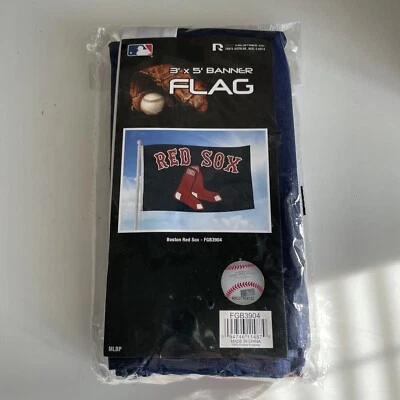 3' x 5' BANNER
FLAG
RED SOX
Boston Red Sox - FGB3904
FGB3904
MADE IN CHINA
MLBP